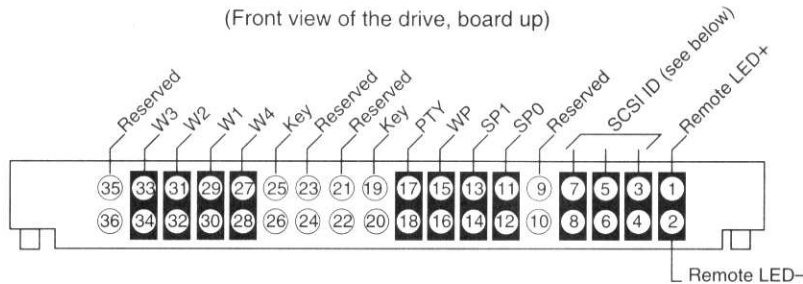 (Front view of the drive, board up)
Reserved W3 W2 W1 W4 Key Reserved Reserved Key PTY WP SP1 SP0 Reserved SCSI ID (see below) Remote LED+
35 33 31 29 27 25 23 21 19 17 15 13 11 9 7 5 3 1
36 34 32 30 28 26 24 22 20 18 16 14 12 10 8 6 4 2
Remote LED–